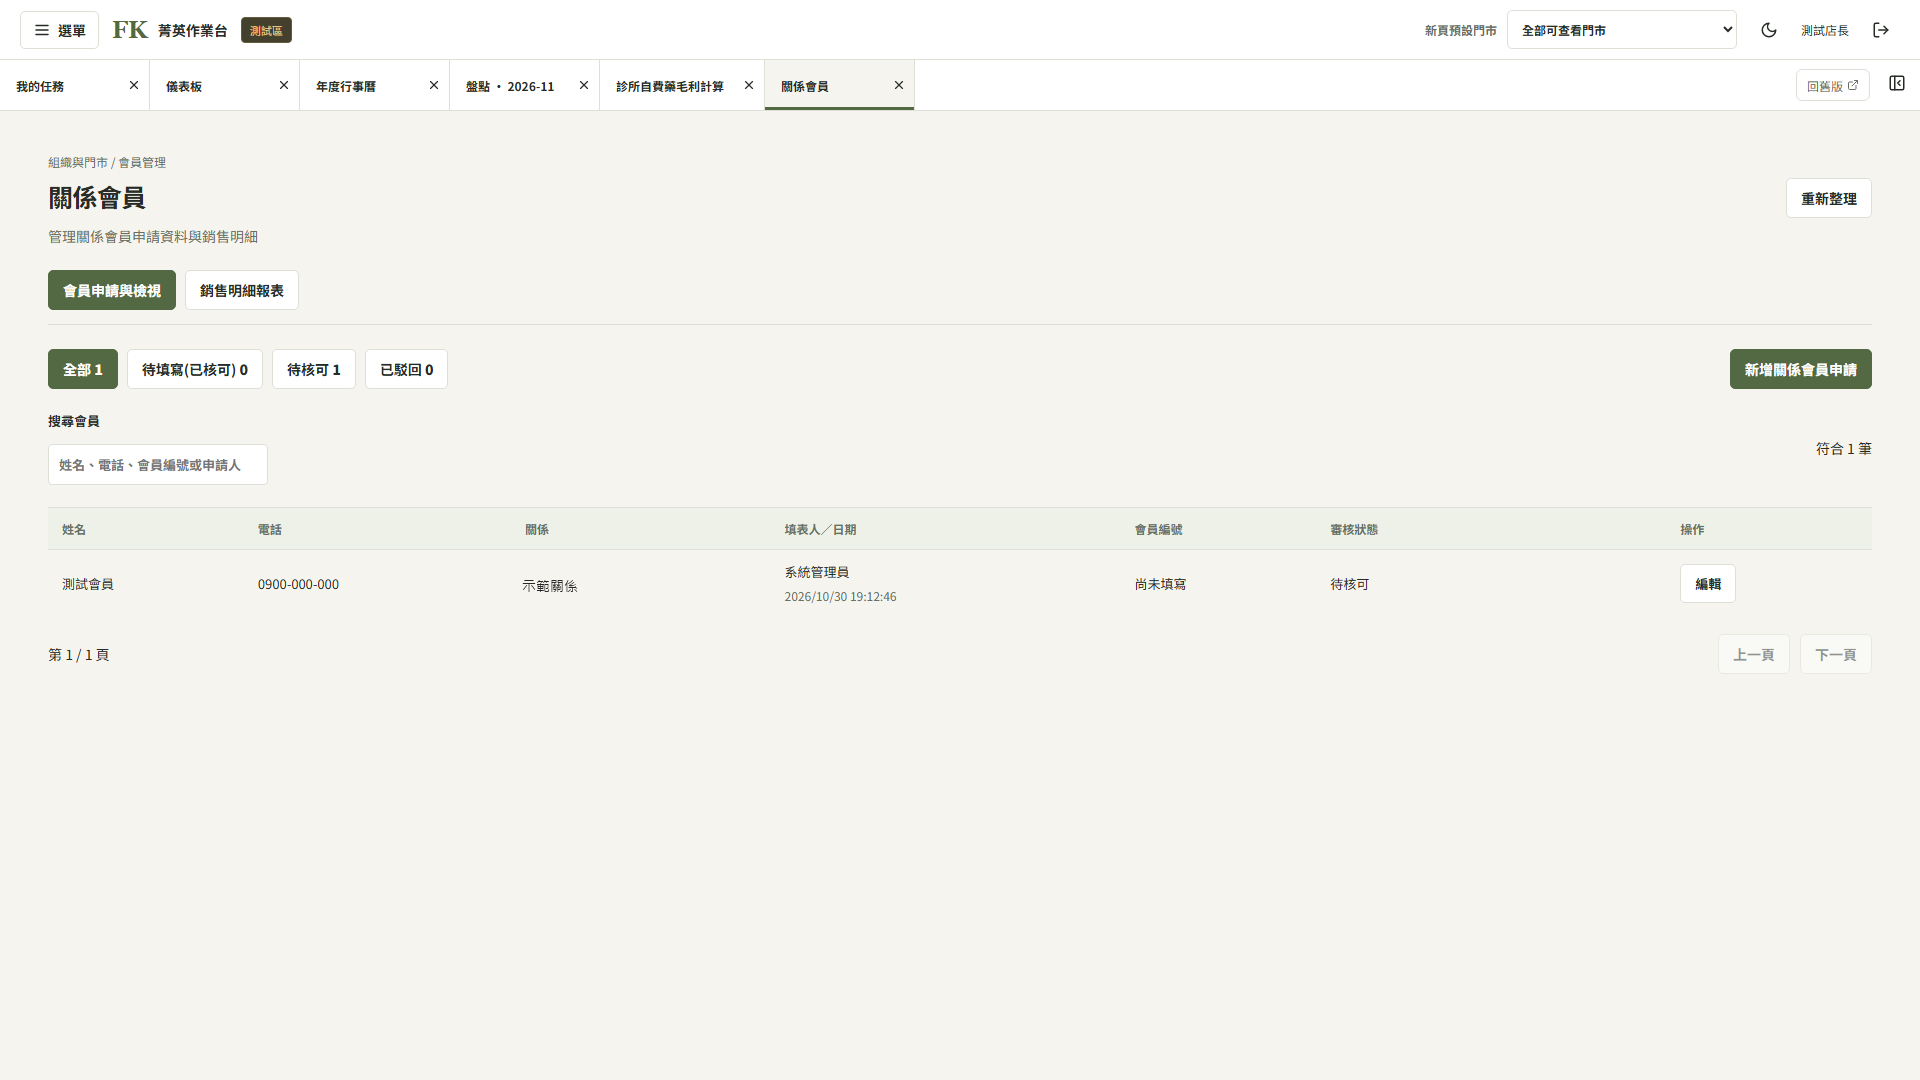 選單
FK 菁英作業台 測試區
新頁預設門市 全部可查看門市 測試店長
我的任務 儀表板 年度行事曆 盤點 • 2026-11 診所自費藥毛利計算 關係會員 回舊版
組織與門市 / 會員管理
關係會員
重新整理
管理關係會員申請資料與銷售明細
會員申請與檢視 銷售明細報表
全部 1 待填寫(已核可) 0 待核可 1 已駁回 0 新增關係會員申請
搜尋會員
姓名、電話、會員編號或申請人
符合 1 筆
姓名 電話 關係 填表人／日期 會員編號 審核狀態 操作
測試會員 0900-000-000 示範關係 系統管理員 尚未填寫 待核可 編輯
2026/10/30 19:12:46
第 1 / 1 頁 上一頁 下一頁